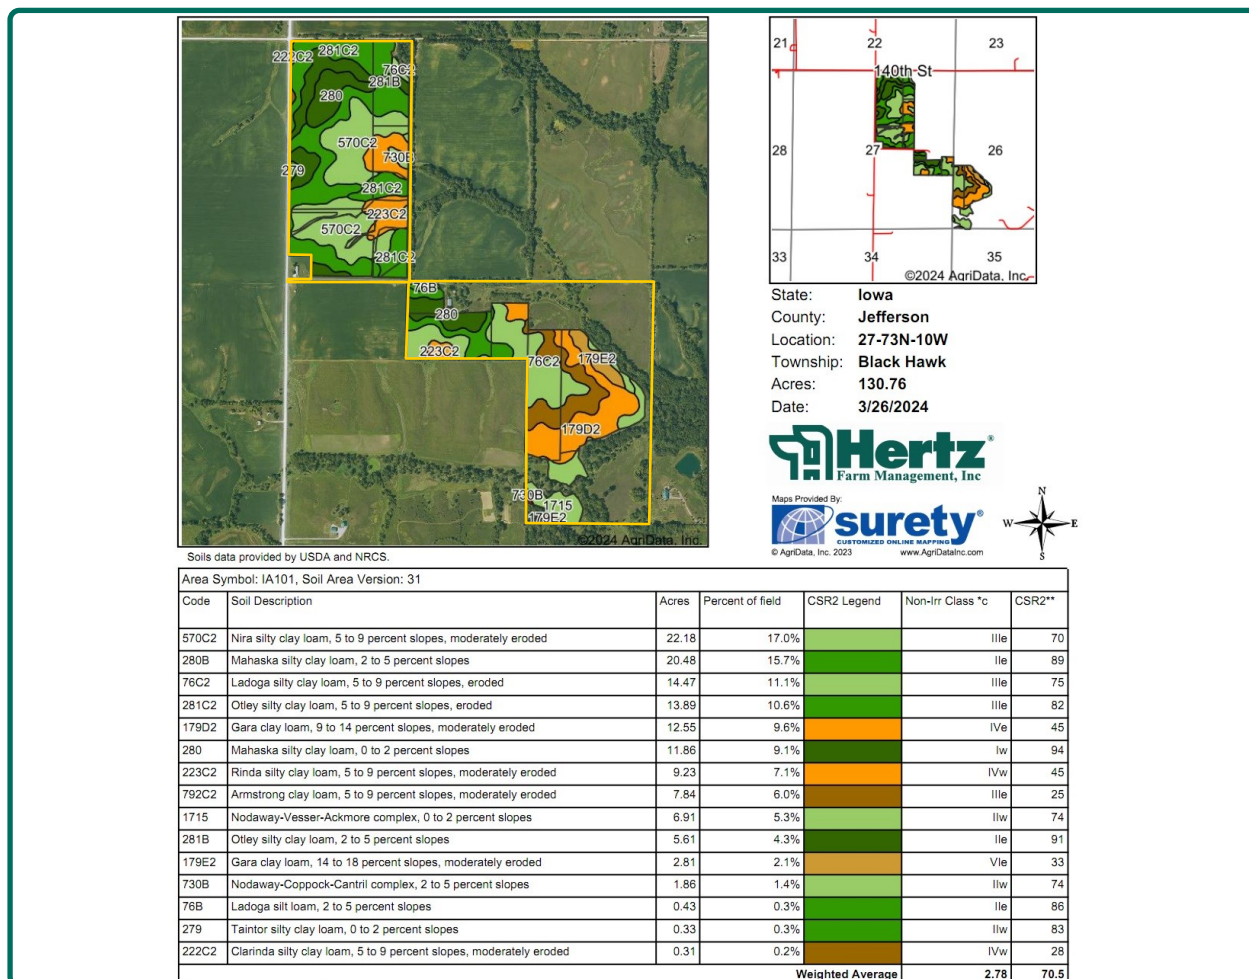 222C2
281C2
76C2
281B
280
570C2
730B
279
281C2
223C2
570C2
281C2
76B
280
223C2
76C2
179E2
179D2
730B
1715
179E2
©2024 AgriData, Inc.
Soils data provided by USDA and NRCS.
21 22 23
140th St
28 27 26
33 34 35
©2024 AgriData, Inc.
State: Iowa
County: Jefferson
Location: 27-73N-10W
Township: Black Hawk
Acres: 130.76
Date: 3/26/2024
Hertz®
Farm Management, Inc
Maps Provided By:
surety®
CUSTOMIZED ONLINE MAPPING
© AgriData, Inc. 2023 www.AgriDataInc.com
N
W E
S
Area Symbol: IA101, Soil Area Version: 31
Code Soil Description Acres Percent of field CSR2 Legend Non-Irr Class *c CSR2**
570C2 Nira silty clay loam, 5 to 9 percent slopes, moderately eroded 22.18 17.0% IIIe 70
280B Mahaska silty clay loam, 2 to 5 percent slopes 20.48 15.7% IIe 89
76C2 Ladoga silty clay loam, 5 to 9 percent slopes, eroded 14.47 11.1% IIIe 75
281C2 Otley silty clay loam, 5 to 9 percent slopes, eroded 13.89 10.6% IIIe 82
179D2 Gara clay loam, 9 to 14 percent slopes, moderately eroded 12.55 9.6% IVe 45
280 Mahaska silty clay loam, 0 to 2 percent slopes 11.86 9.1% Iw 94
223C2 Rinda silty clay loam, 5 to 9 percent slopes, moderately eroded 9.23 7.1% IVw 45
792C2 Armstrong clay loam, 5 to 9 percent slopes, moderately eroded 7.84 6.0% IIIe 25
1715 Nodaway-Vesser-Ackmore complex, 0 to 2 percent slopes 6.91 5.3% IIw 74
281B Otley silty clay loam, 2 to 5 percent slopes 5.61 4.3% IIe 91
179E2 Gara clay loam, 14 to 18 percent slopes, moderately eroded 2.81 2.1% VIe 33
730B Nodaway-Coppock-Cantril complex, 2 to 5 percent slopes 1.86 1.4% IIw 74
76B Ladoga silt loam, 2 to 5 percent slopes 0.43 0.3% IIe 86
279 Taintor silty clay loam, 0 to 2 percent slopes 0.33 0.3% IIw 83
222C2 Clarinda silty clay loam, 5 to 9 percent slopes, moderately eroded 0.31 0.2% IVw 28
Weighted Average 2.78 70.5